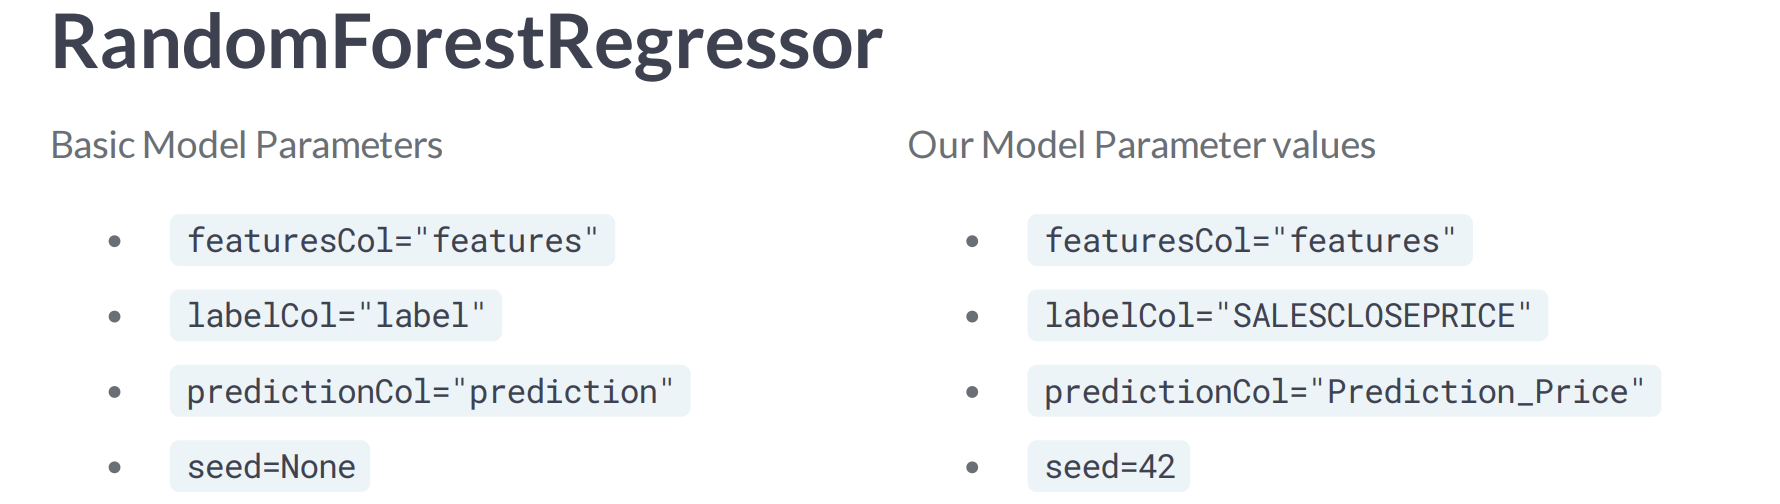 RandomForestRegressor
Basic Model Parameters
• featuresCol="features"
• labelCol="label"
• predictionCol="prediction"
• seed=None
Our Model Parameter values
• featuresCol="features"
• labelCol="SALESCLOSEPRICE"
• predictionCol="Prediction_Price"
• seed=42